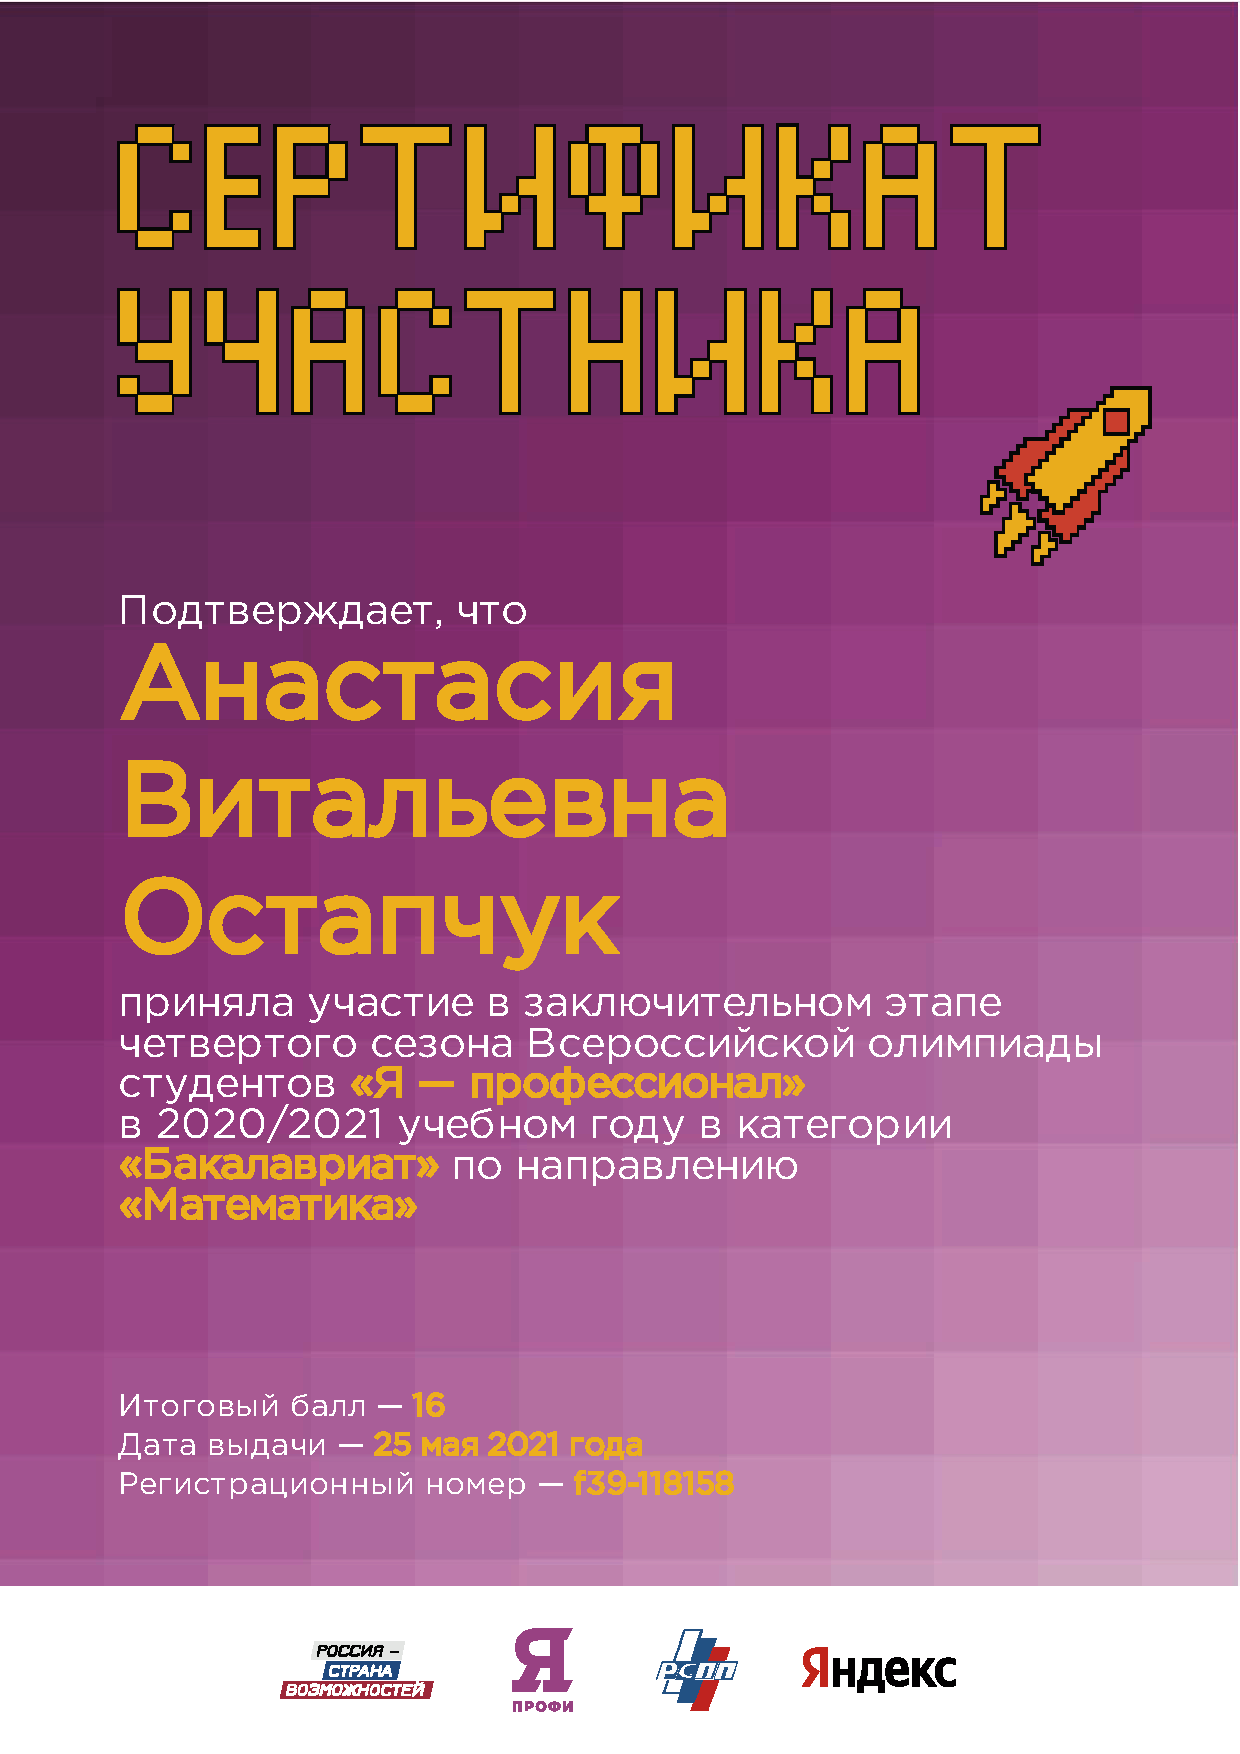 СЕРТИФИКАТ
УЧАСТНИКА
Подтверждает, что
Анастасия
Витальевна
Остапчук
приняла участие в заключительном этапе
четвертого сезона Всероссийской олимпиады
студентов «Я — профессионал»
в 2020/2021 учебном году в категории
«Бакалавриат» по направлению
«Математика»
Итоговый балл — 16
Дата выдачи — 25 мая 2021 года
Регистрационный номер — f39-118158
РОССИЯ –
СТРАНА
ВОЗМОЖНОСТЕЙ
Я
ПРОФИ
РСПП
Яндекс